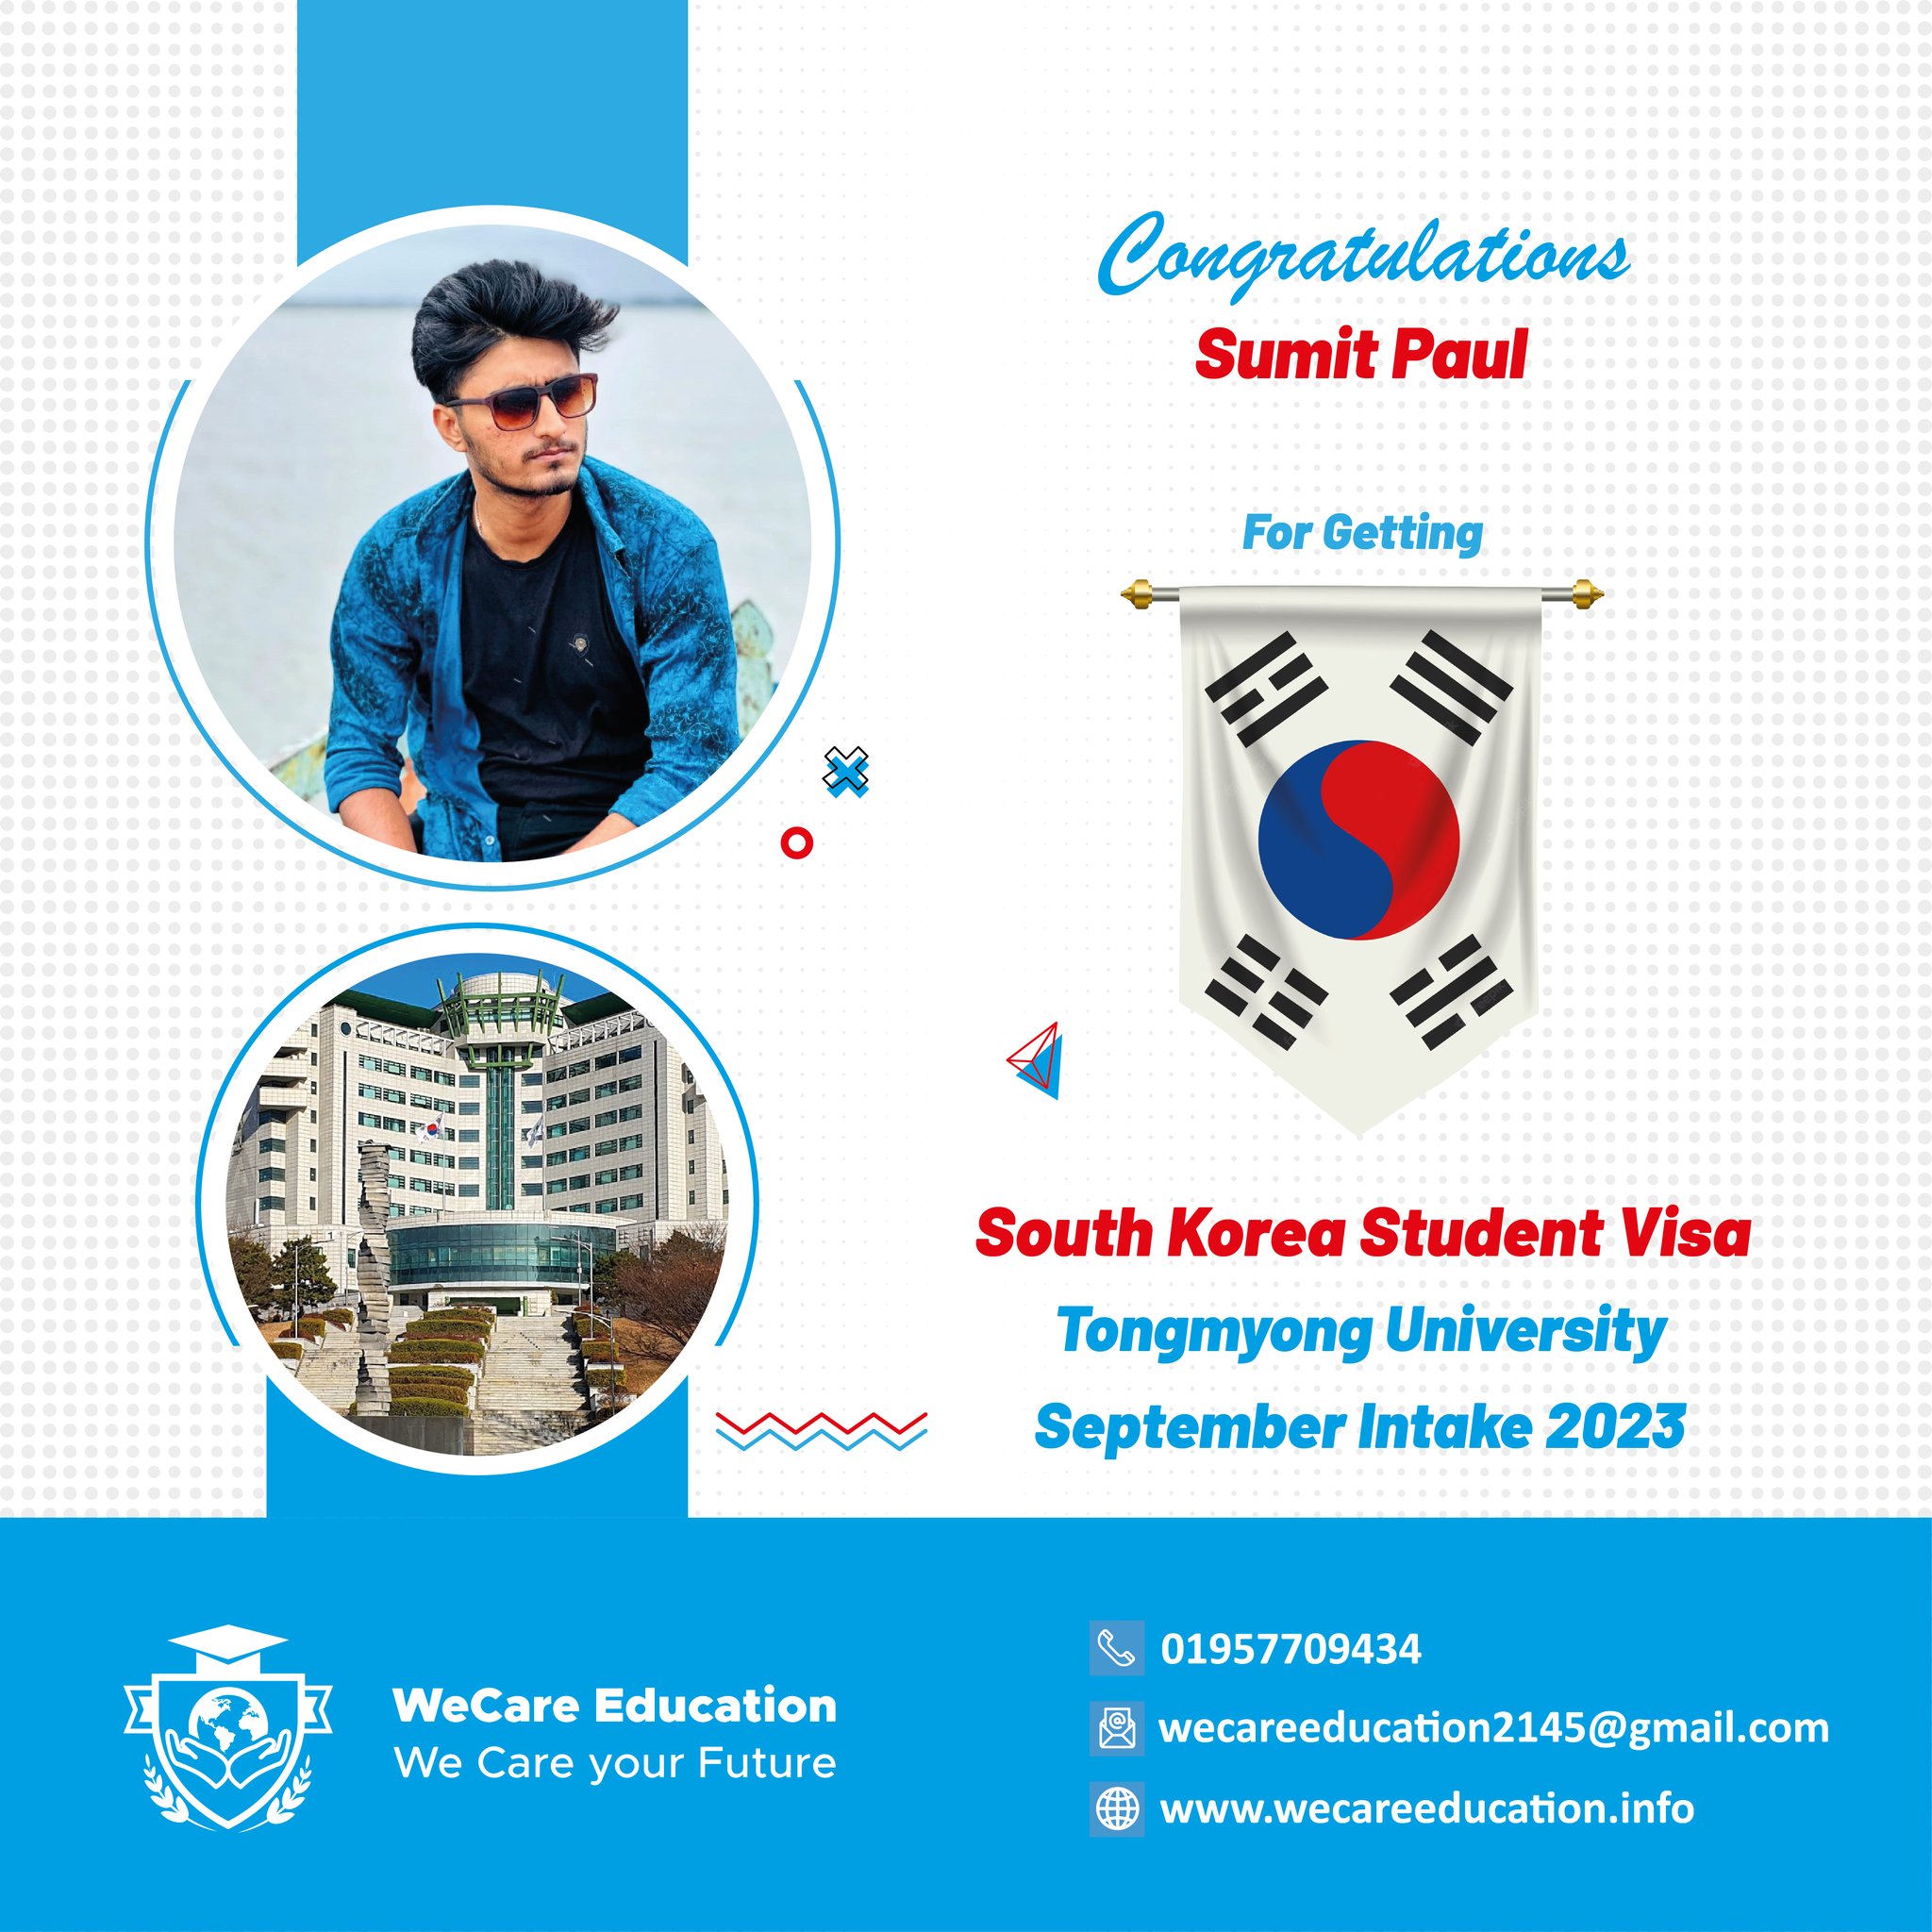 Congratulations
Sumit Paul
For Getting
South Korea Student Visa
Tongmyong University
September Intake 2023
WeCare Education
We Care your Future
01957709434
wecareeducation2145@gmail.com
www.wecareeducation.info